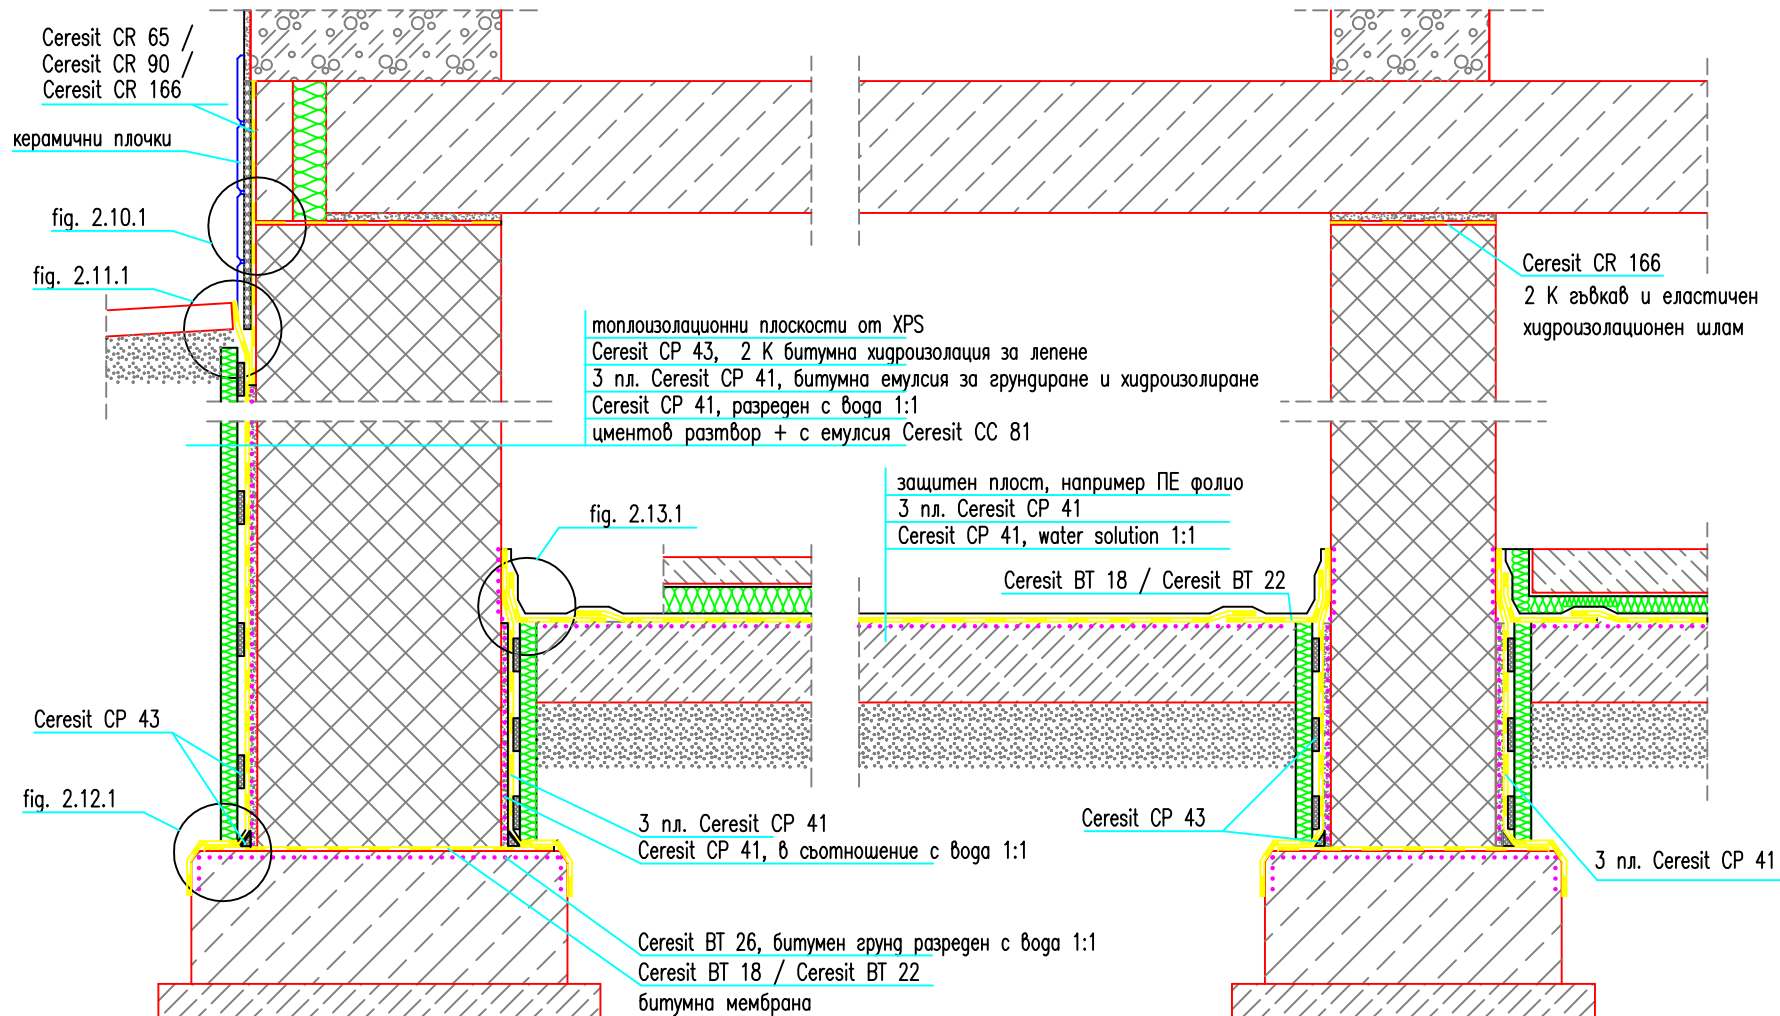 Ceresit CR 65 /
Ceresit CR 90 /
Ceresit CR 166
керамични плочки
fig. 2.10.1
fig. 2.11.1
топлоизолационни плоскости от XPS
Ceresit CP 43, 2 К битумна хидроизолация за лепене
3 пл. Ceresit CP 41, битумна емулсия за грундиране и хидроизолиране
Ceresit CP 41, разреден с вода 1:1
циментов разтвор + с емулсия Ceresit CC 81
Ceresit CR 166
2 К гъвкав и еластичен
хидроизолационен шлам
защитен пласт, например ПЕ фолио
3 пл. Ceresit CP 41
Ceresit CP 41, water solution 1:1
fig. 2.13.1
Ceresit BT 18 / Ceresit BT 22
Ceresit CP 43
fig. 2.12.1
3 пл. Ceresit CP 41
Ceresit CP 41, в съотношение с вода 1:1
Ceresit CP 43
3 пл. Ceresit CP 41
Ceresit BT 26, битумен грунд разреден с вода 1:1
Ceresit BT 18 / Ceresit BT 22
битумна мембрана